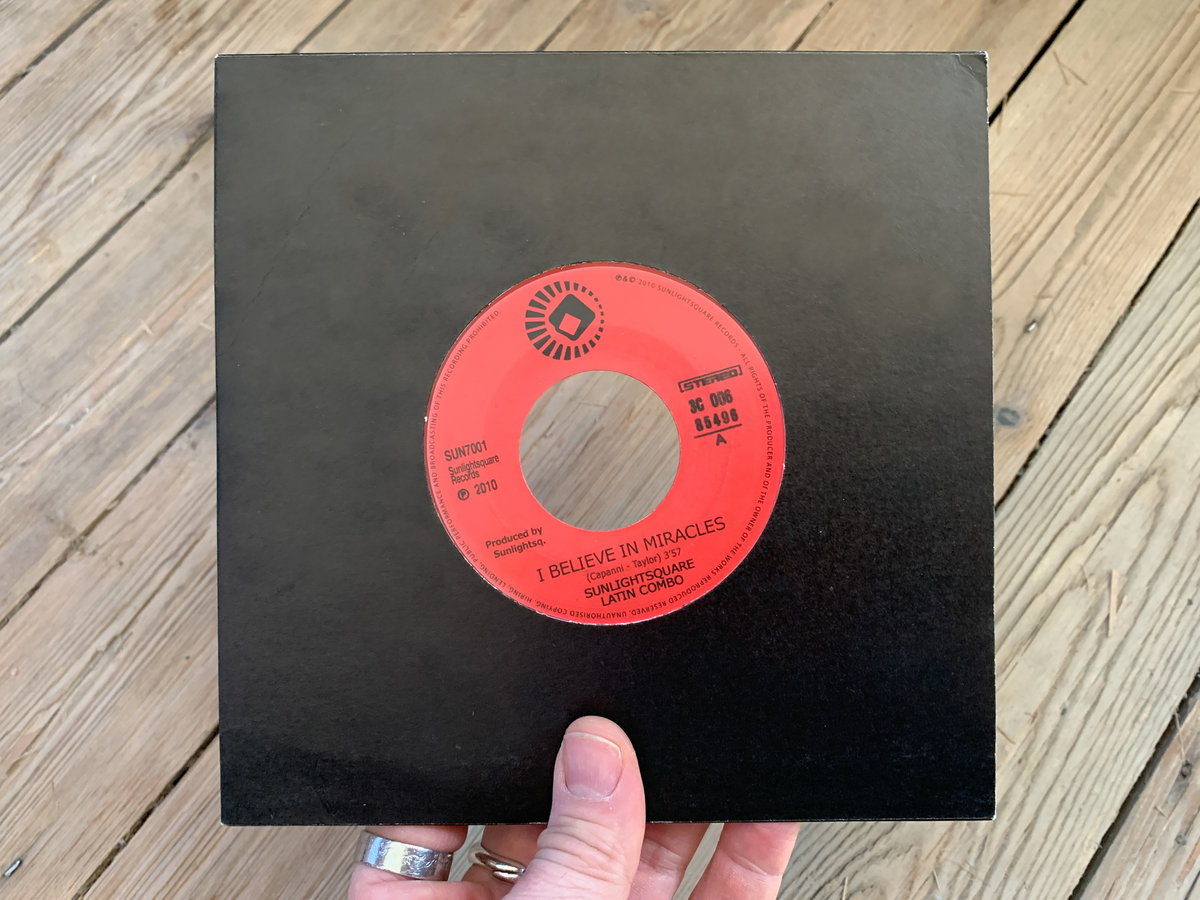 ℗&© 2010 SUNLIGHTSQUARE RECORDS - ALL RIGHTS OF THE PRODUCER AND OF THE OWNER OF THE WORKS REPRODUCED RESERVED. UNAUTHORISED COPYING, HIRING, LENDING, PUBLIC PERFORMANCE AND BROADCASTING OF THIS RECORDING PROHIBITED.
STEREO
3C 006
85498
A
SUN7001
Sunlightsquare
Records
℗ 2010
Produced by
Sunlightsq.
I BELIEVE IN MIRACLES
(Capanni - Taylor) 3'57
SUNLIGHTSQUARE
LATIN COMBO